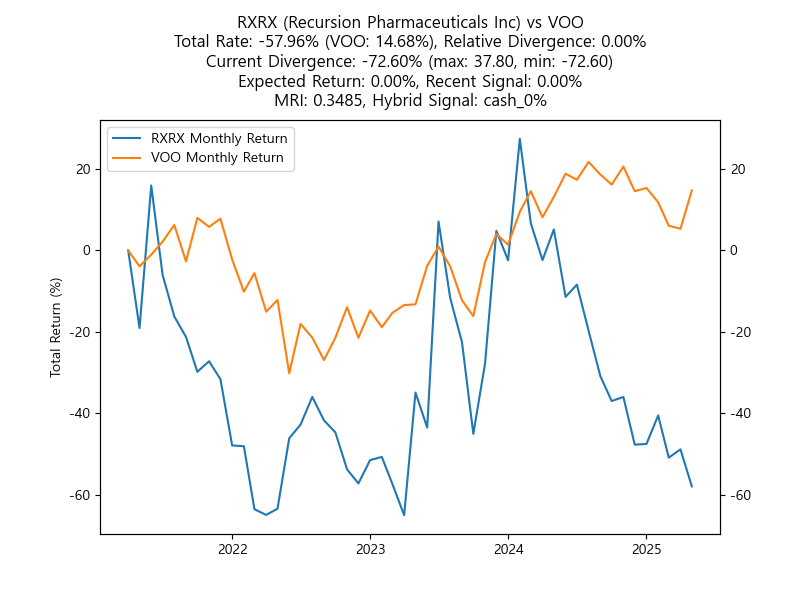 RXRX (Recursion Pharmaceuticals Inc) vs VOO
Total Rate: -57.96% (VOO: 14.68%), Relative Divergence: 0.00%
Current Divergence: -72.60% (max: 37.80, min: -72.60)
Expected Return: 0.00%, Recent Signal: 0.00%
MRI: 0.3485, Hybrid Signal: cash_0%
RXRX Monthly Return
VOO Monthly Return
20
0
-20
-40
-60
Total Return (%)
20
0
-20
-40
-60
2022
2023
2024
2025